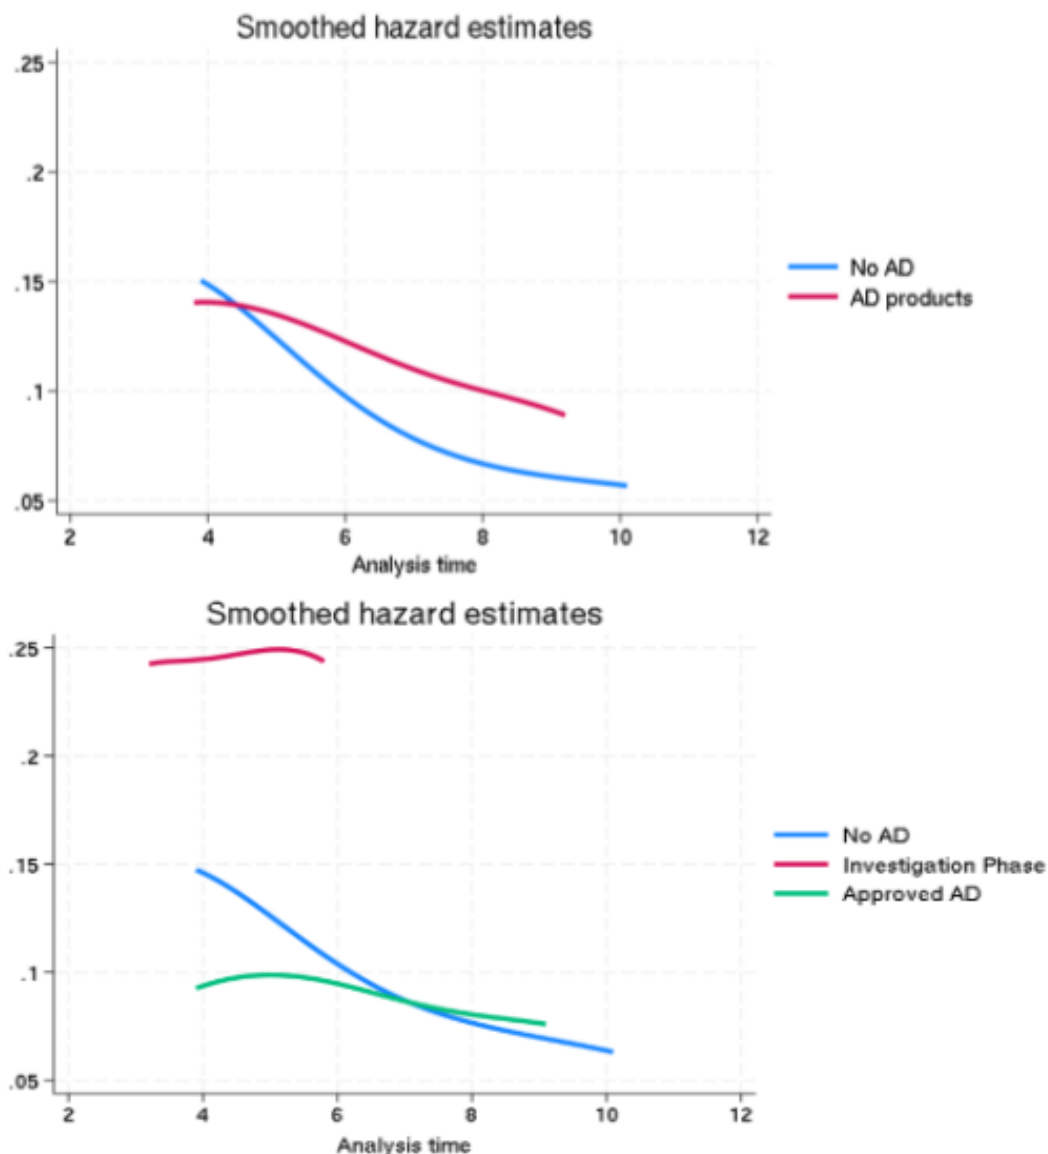 Smoothed hazard estimates
.25
.2
.15
.1
.05
2 4 6 8 10 12
Analysis time
No AD
AD products
Smoothed hazard estimates
.25
.2
.15
.1
.05
2 4 6 8 10 12
Analysis time
No AD
Investigation Phase
Approved AD